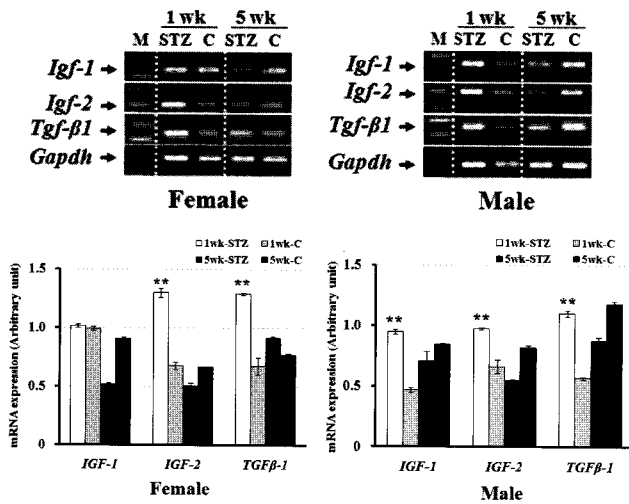 1 wk 5 wk
M STZ C STZ C
Igf-1
Igf-2
Tgf-β1
Gapdh
Female
1 wk 5 wk
M STZ C STZ C
Igf-1
Igf-2
Tgf-β1
Gapdh
Male
mRNA expression (Arbitrary unit)
1wk-STZ 1wk-C
5wk-STZ 5wk-C
1.5
1.0
0.5
0
** **
IGF-1 IGF-2 TGFβ-1
Female
mRNA expression (Arbitrary unit)
1wk-STZ 1wk-C
5wk-STZ 5wk-C
1.5
1.0
0.5
0
** ** **
IGF-1 IGF-2 TGFβ-1
Male